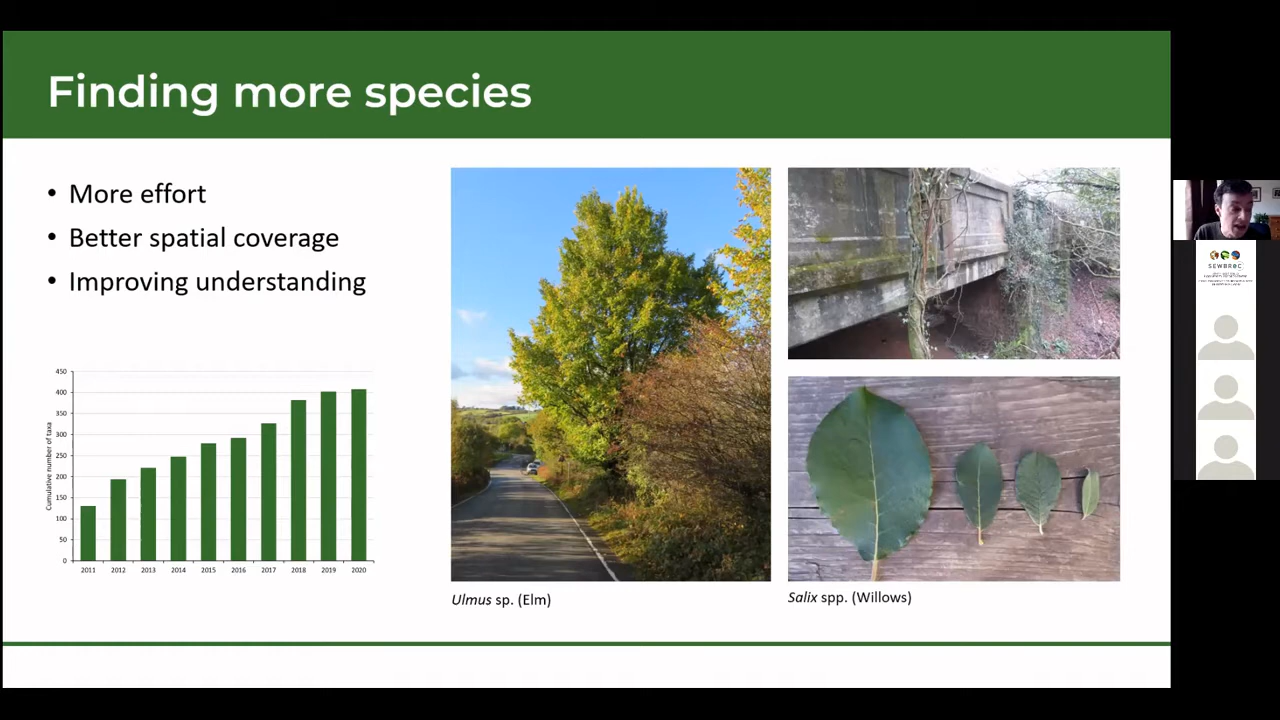 Finding more species
• More effort
• Better spatial coverage
• Improving understanding
Cumulative number of taxa
450
400
350
300
250
200
150
100
50
0
2011 2012 2013 2014 2015 2016 2017 2018 2019 2020
Ulmus sp. (Elm)
Salix spp. (Willows)
SEWBReC